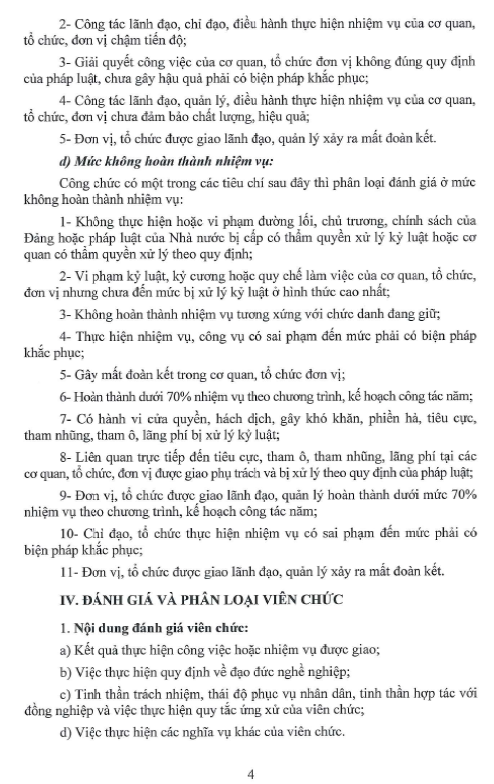 2- Công tác lãnh đạo, chỉ đạo, điều hành thực hiện nhiệm vụ của cơ quan,
tổ chức, đơn vị chậm tiến độ;
3- Giải quyết công việc của cơ quan, tổ chức đơn vị không đúng quy định
của pháp luật, chưa gây hậu quả phải có biện pháp khắc phục;
4- Công tác lãnh đạo, quản lý, điều hành thực hiện nhiệm vụ của cơ quan,
tổ chức, đơn vị chưa đảm bảo chất lượng, hiệu quả;
5- Đơn vị, tổ chức được giao lãnh đạo, quản lý xảy ra mất đoàn kết.
d) Mức không hoàn thành nhiệm vụ:
Công chức có một trong các tiêu chí sau đây thì phân loại đánh giá ở mức
không hoàn thành nhiệm vụ:
1- Không thực hiện hoặc vi phạm đường lối, chủ trương, chính sách của
Đảng hoặc pháp luật của Nhà nước bị cấp có thẩm quyền xử lý kỷ luật hoặc cơ
quan có thẩm quyền xử lý theo quy định;
2- Vi phạm kỷ luật, kỷ cương hoặc quy chế làm việc của cơ quan, tổ chức,
đơn vị nhưng chưa đến mức bị xử lý kỷ luật ở hình thức cao nhất;
3- Không hoàn thành nhiệm vụ tương xứng với chức danh đang giữ;
4- Thực hiện nhiệm vụ, công vụ có sai phạm đến mức phải có biện pháp
khắc phục;
5- Gây mất đoàn kết trong cơ quan, tổ chức đơn vị;
6- Hoàn thành dưới 70% nhiệm vụ theo chương trình, kế hoạch công tác năm;
7- Có hành vi cửa quyền, hách dịch, gây khó khăn, phiền hà, tiêu cực,
tham nhũng, tham ô, lãng phí bị xử lý kỷ luật;
8- Liên quan trực tiếp đến tiêu cực, tham ô, tham nhũng, lãng phí tại các
cơ quan, tổ chức, đơn vị được giao phụ trách và bị xử lý theo quy định của pháp luật;
9- Đơn vị, tổ chức được giao lãnh đạo, quản lý hoàn thành dưới mức 70%
nhiệm vụ theo chương trình, kế hoạch công tác năm;
10- Chỉ đạo, tổ chức thực hiện nhiệm vụ có sai phạm đến mức phải có
biện pháp khắc phục;
11- Đơn vị, tổ chức được giao lãnh đạo, quản lý xảy ra mất đoàn kết.
IV. ĐÁNH GIÁ VÀ PHÂN LOẠI VIÊN CHỨC
1. Nội dung đánh giá viên chức:
a) Kết quả thực hiện công việc hoặc nhiệm vụ được giao;
b) Việc thực hiện quy định về đạo đức nghề nghiệp;
c) Tinh thần trách nhiệm, thái độ phục vụ nhân dân, tinh thần hợp tác với
đồng nghiệp và việc thực hiện quy tắc ứng xử của viên chức;
d) Việc thực hiện các nghĩa vụ khác của viên chức.
4